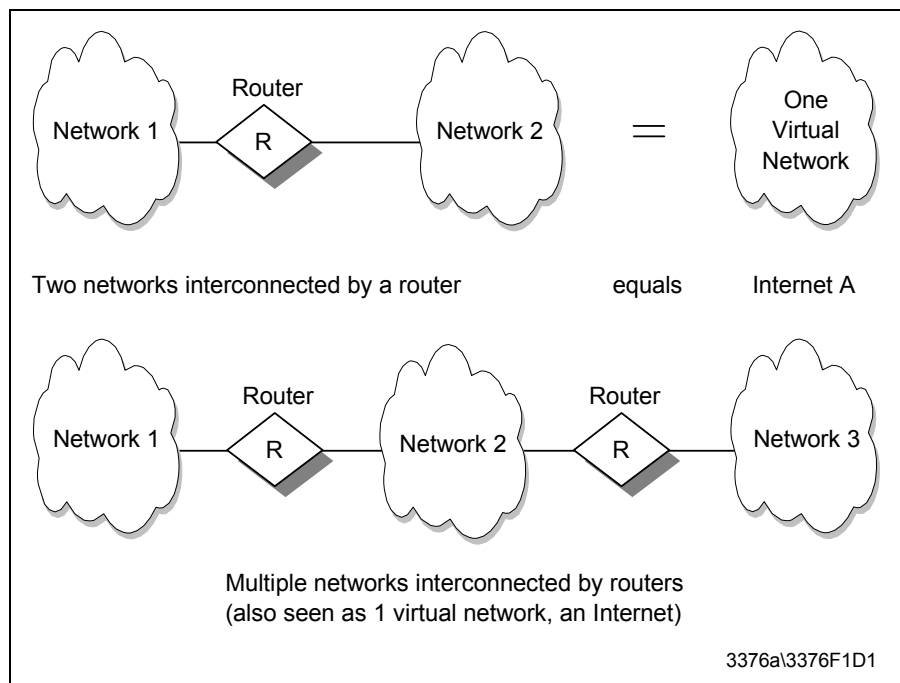 Router
Network 1
R
Network 2
=
One
Virtual
Network
Two networks interconnected by a router
equals
Internet A
Router
Router
Network 1
R
Network 2
R
Network 3
Multiple networks interconnected by routers
(also seen as 1 virtual network, an Internet)
3376a\3376F1D1